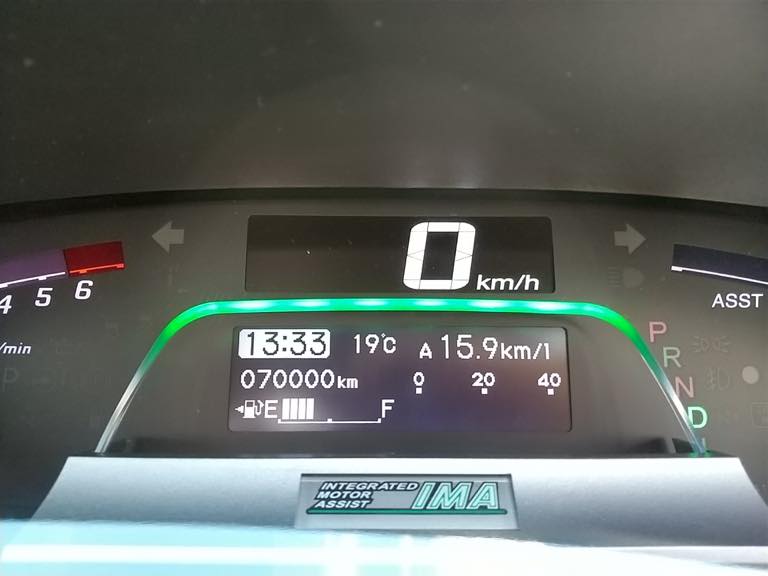 0 km/h
4 5 6
/min
ASST
13:33 19℃ A 15.9km/l
070000km 0 20 40
E F
P
R
N
D
INTEGRATED
MOTOR
ASSIST IMA